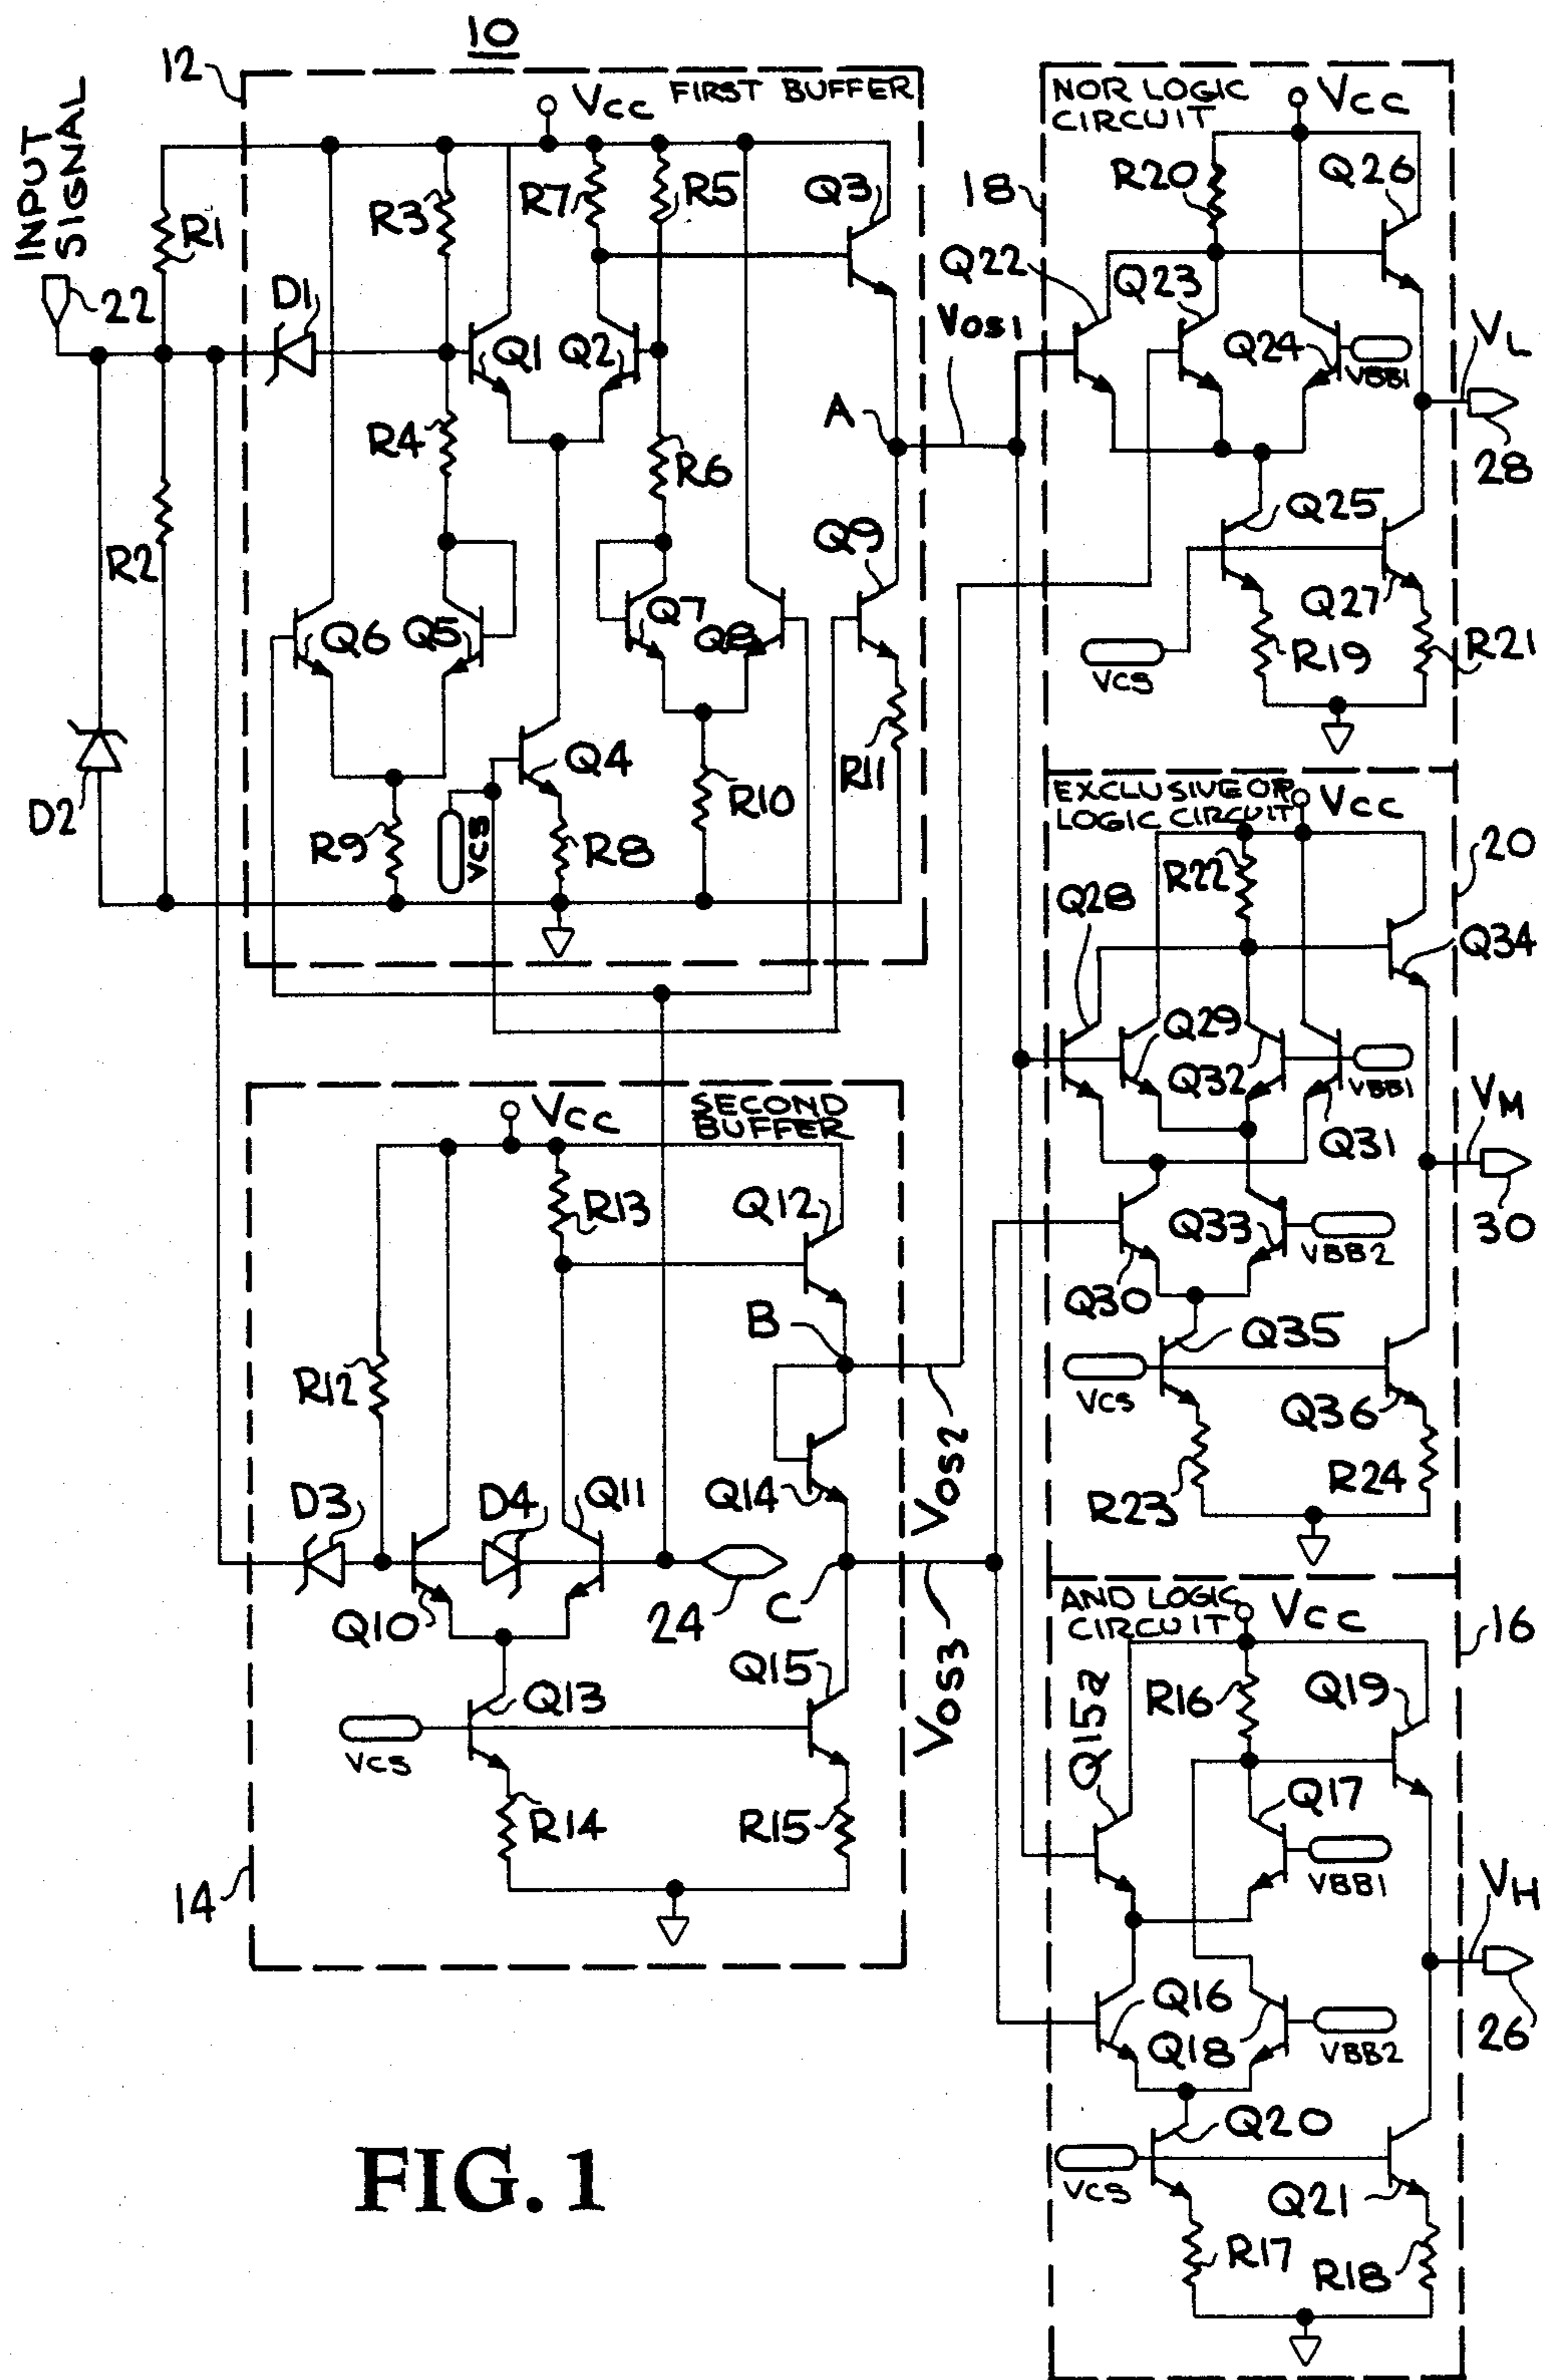 10
12
FIRST BUFFER
VCC
INPUT
SIGNAL
22
R1
R2
D1
D2
R3
R4
R7
R5
Q3
Q1
Q2
R6
A
VOS1
Q9
Q6
Q5
Q7
Q8
Q4
R11
R10
R9
VCS
R8
SECOND
BUFFER
VCC
R13
Q12
R12
B
VOS2
D3
D4
Q11
Q14
Q10
24
C
VOS3
Q13
Q15
VCS
R14
R15
14
NOR LOGIC
CIRCUIT
VCC
18
R20
Q26
Q22
Q23
Q24
VBB1
VL
28
Q25
Q27
VCS
R19
R21
EXCLUSIVE OR
LOGIC CIRCUIT
VCC
20
R22
Q28
Q34
Q29
Q32
VBB1
Q31
VM
30
Q33
VBB2
Q30
Q35
VCS
Q36
R23
R24
AND LOGIC
CIRCUIT
VCC
16
Q15a
R16
Q19
Q17
VBB1
VH
Q16
Q18
VBB2
26
Q20
VCS
Q21
R17
R18
FIG. 1